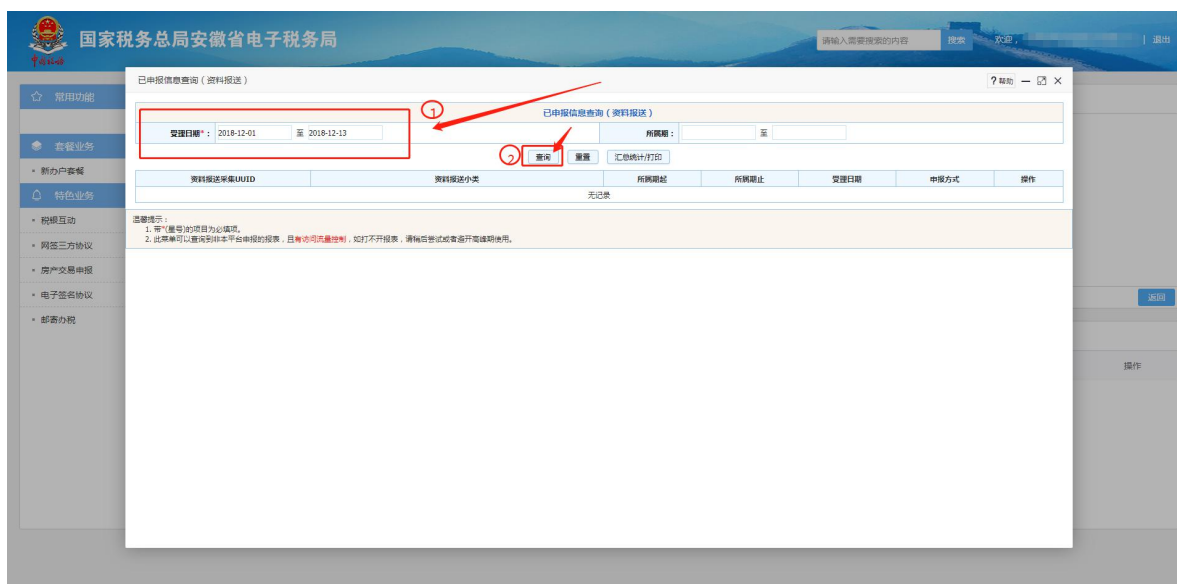 国家税务总局安徽省电子税务局
中国税务
请输入需要搜索的内容 搜索 欢迎, | 退出
已申报信息查询（资料报送） ?帮助
常用功能
①
已申报信息查询（资料报送）
受理日期*： 2018-12-01 至 2018-12-13 所属期： 至
套餐业务
② 查询 重置 汇总统计/打印
新办户套餐
资料报送采集UUID 资料报送小类 所属期起 所属期止 受理日期 申报方式 操作
特色业务
无记录
税银互动
温馨提示：
1. 带*(星号)的项目为必填项。
2. 此菜单可以查询到非本平台申报的报表，且有访问流量控制，如打不开报表，请稍后尝试或者避开高峰期使用。
网签三方协议
房产交易申报
电子签名协议
返回
邮寄办税
操作